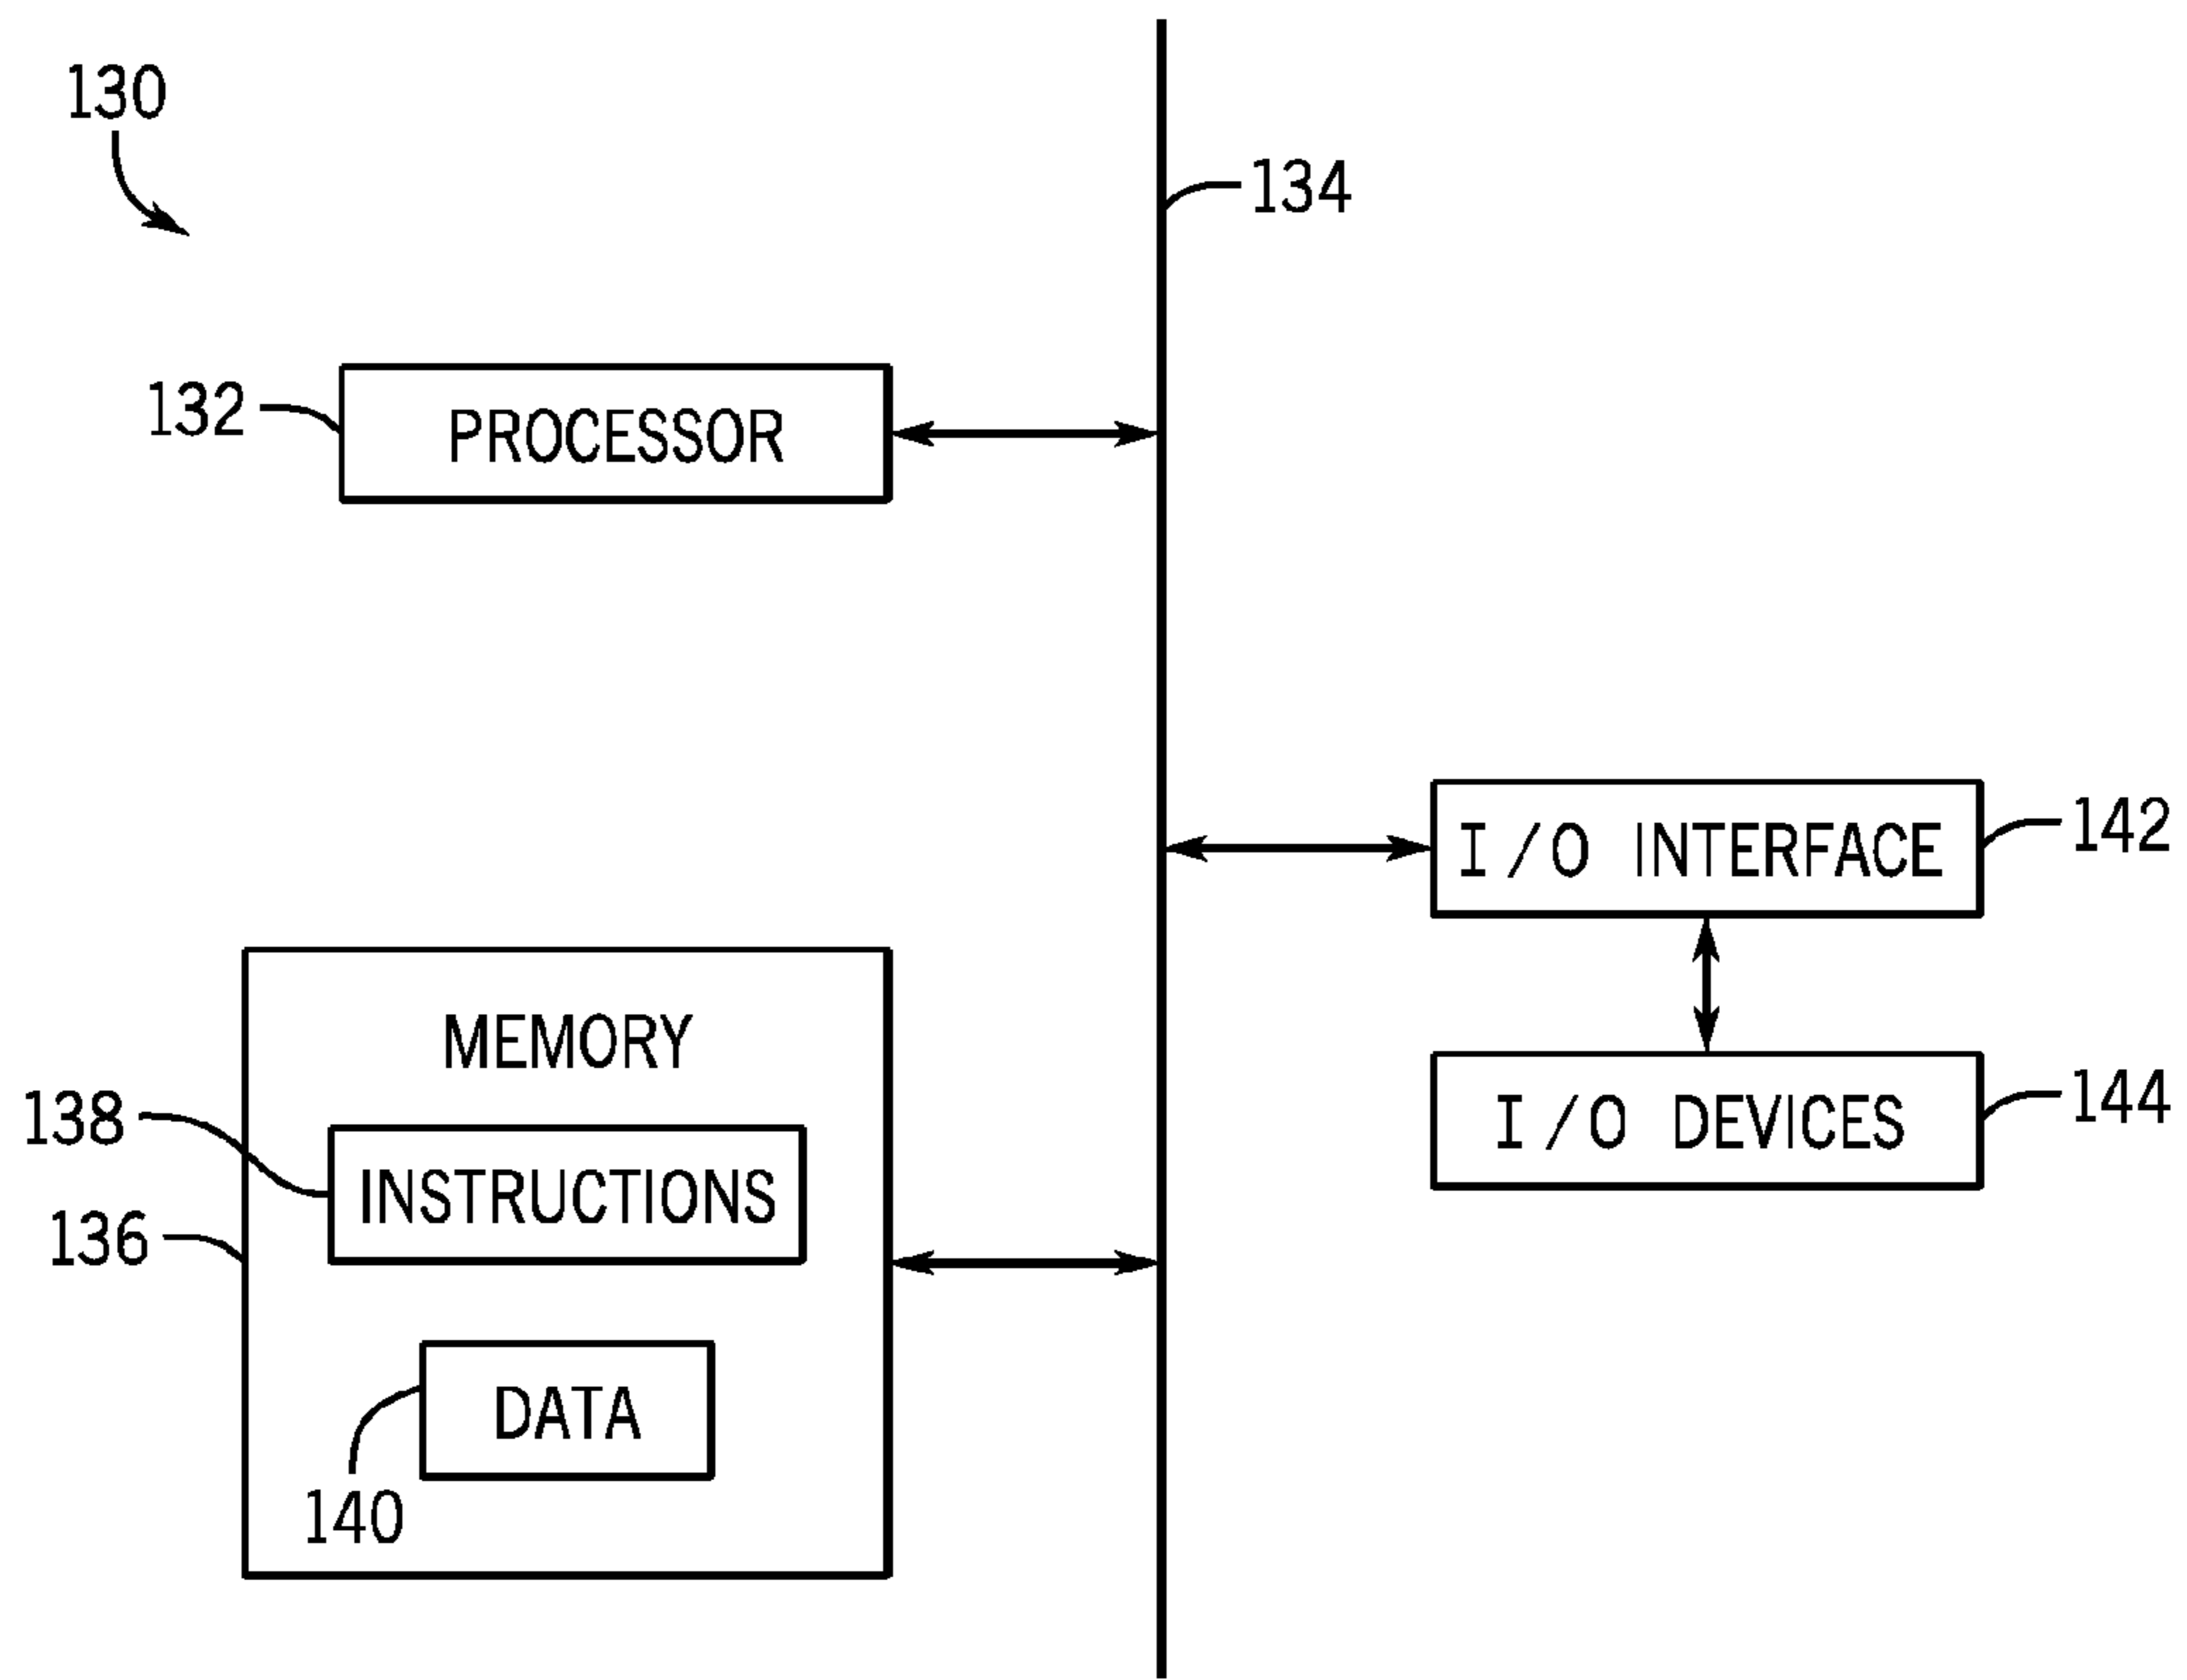 130
134
132
PROCESSOR
I/O INTERFACE
142
MEMORY
I/O DEVICES
144
138
INSTRUCTIONS
136
DATA
140